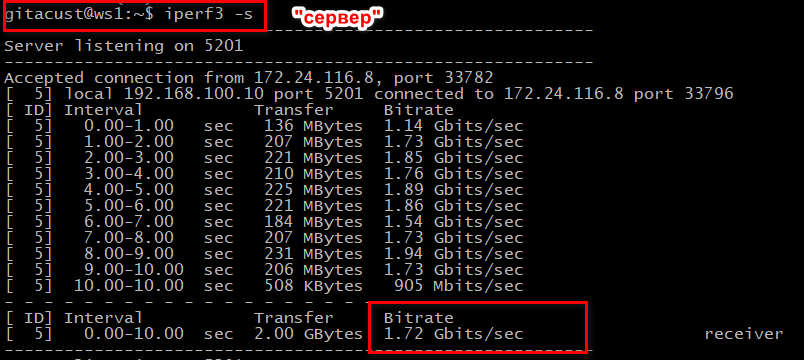 gitacust@ws1:~$ iperf3 -s "сервер"
-----------------------------------------------------------
Server listening on 5201
-----------------------------------------------------------
Accepted connection from 172.24.116.8, port 33782
[  5] local 192.168.100.10 port 5201 connected to 172.24.116.8 port 33796
[ ID] Interval           Transfer     Bitrate
[  5]   0.00-1.00   sec   136 MBytes  1.14 Gbits/sec
[  5]   1.00-2.00   sec   207 MBytes  1.73 Gbits/sec
[  5]   2.00-3.00   sec   221 MBytes  1.85 Gbits/sec
[  5]   3.00-4.00   sec   210 MBytes  1.76 Gbits/sec
[  5]   4.00-5.00   sec   225 MBytes  1.89 Gbits/sec
[  5]   5.00-6.00   sec   221 MBytes  1.86 Gbits/sec
[  5]   6.00-7.00   sec   184 MBytes  1.54 Gbits/sec
[  5]   7.00-8.00   sec   207 MBytes  1.73 Gbits/sec
[  5]   8.00-9.00   sec   231 MBytes  1.94 Gbits/sec
[  5]   9.00-10.00  sec   206 MBytes  1.73 Gbits/sec
[  5]  10.00-10.00  sec   508 KBytes   905 Mbits/sec
- - - - - - - - - - - - - - - - - - - - - - - - -
[ ID] Interval           Transfer     Bitrate
[  5]   0.00-10.00  sec  2.00 GBytes  1.72 Gbits/sec                  receiver
-----------------------------------------------------------